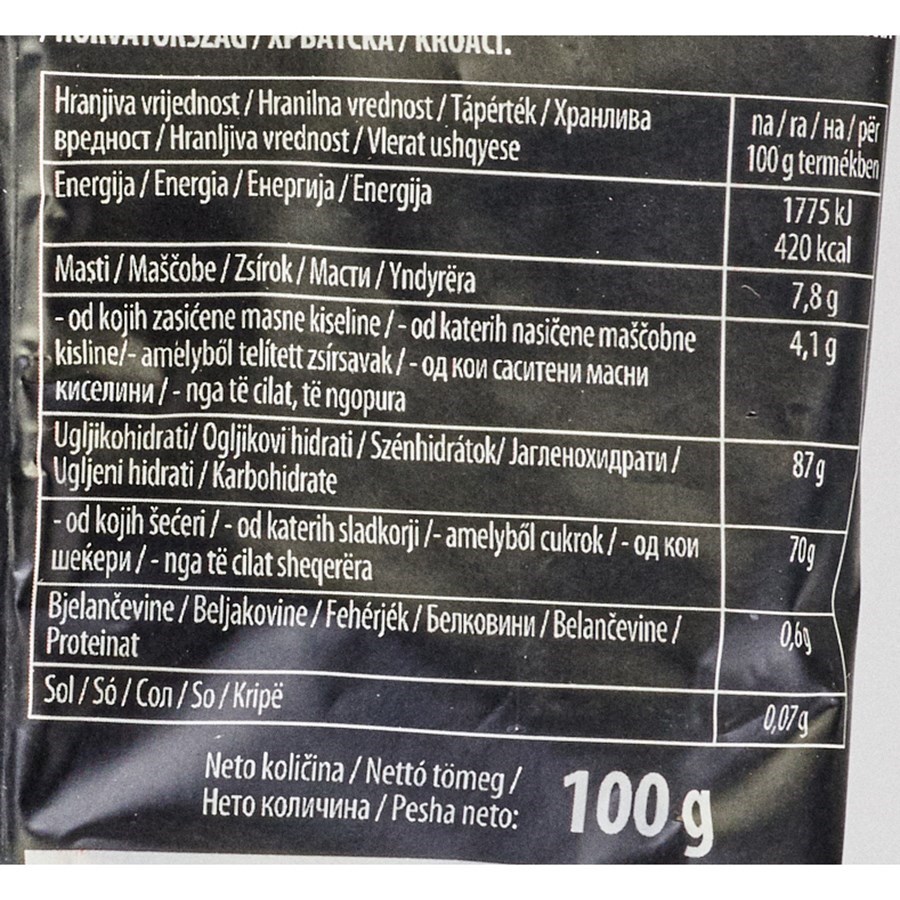 / HORVATORSZÁG / ХРВАТСКА / KROACI.
Hranjiva vrijednost / Hranilna vrednost / Tápérték / Хранлива
вредност / Hranljiva vrednost / Vlerat ushqyese
na / ra / на / për
100 g termékben
Energija / Energia / Енергија / Energjia
1775 kJ
420 kcal
Masti / Maščobe / Zsírok / Масти / Yndyrëra
7,8 g
- od kojih zasićene masne kiseline / - od katerih nasičene maščobne
kisline/- amelyből telített zsírsavak / - од кои саситени масни
киселини / - nga të cilat, të ngopura
4,1 g
Ugljikohidrati/ Ogljikovi hidrati / Szénhidrátok/ Јагленохидрати /
Ugljeni hidrati / Karbohidrate
87 g
- od kojih šećeri / - od katerih sladkorji /- amelyből cukrok / - од кои
шеќери / - nga të cilat sheqerëra
70 g
Bjelančevine / Beljakovine / Fehérjék / Белковини / Belančevine /
Proteinat
0,6 g
Sol / Só / Сол / So / Kripë
0,07 g
Neto količina / Nettó tömeg /
Нето количина / Pesha neto:
100 g